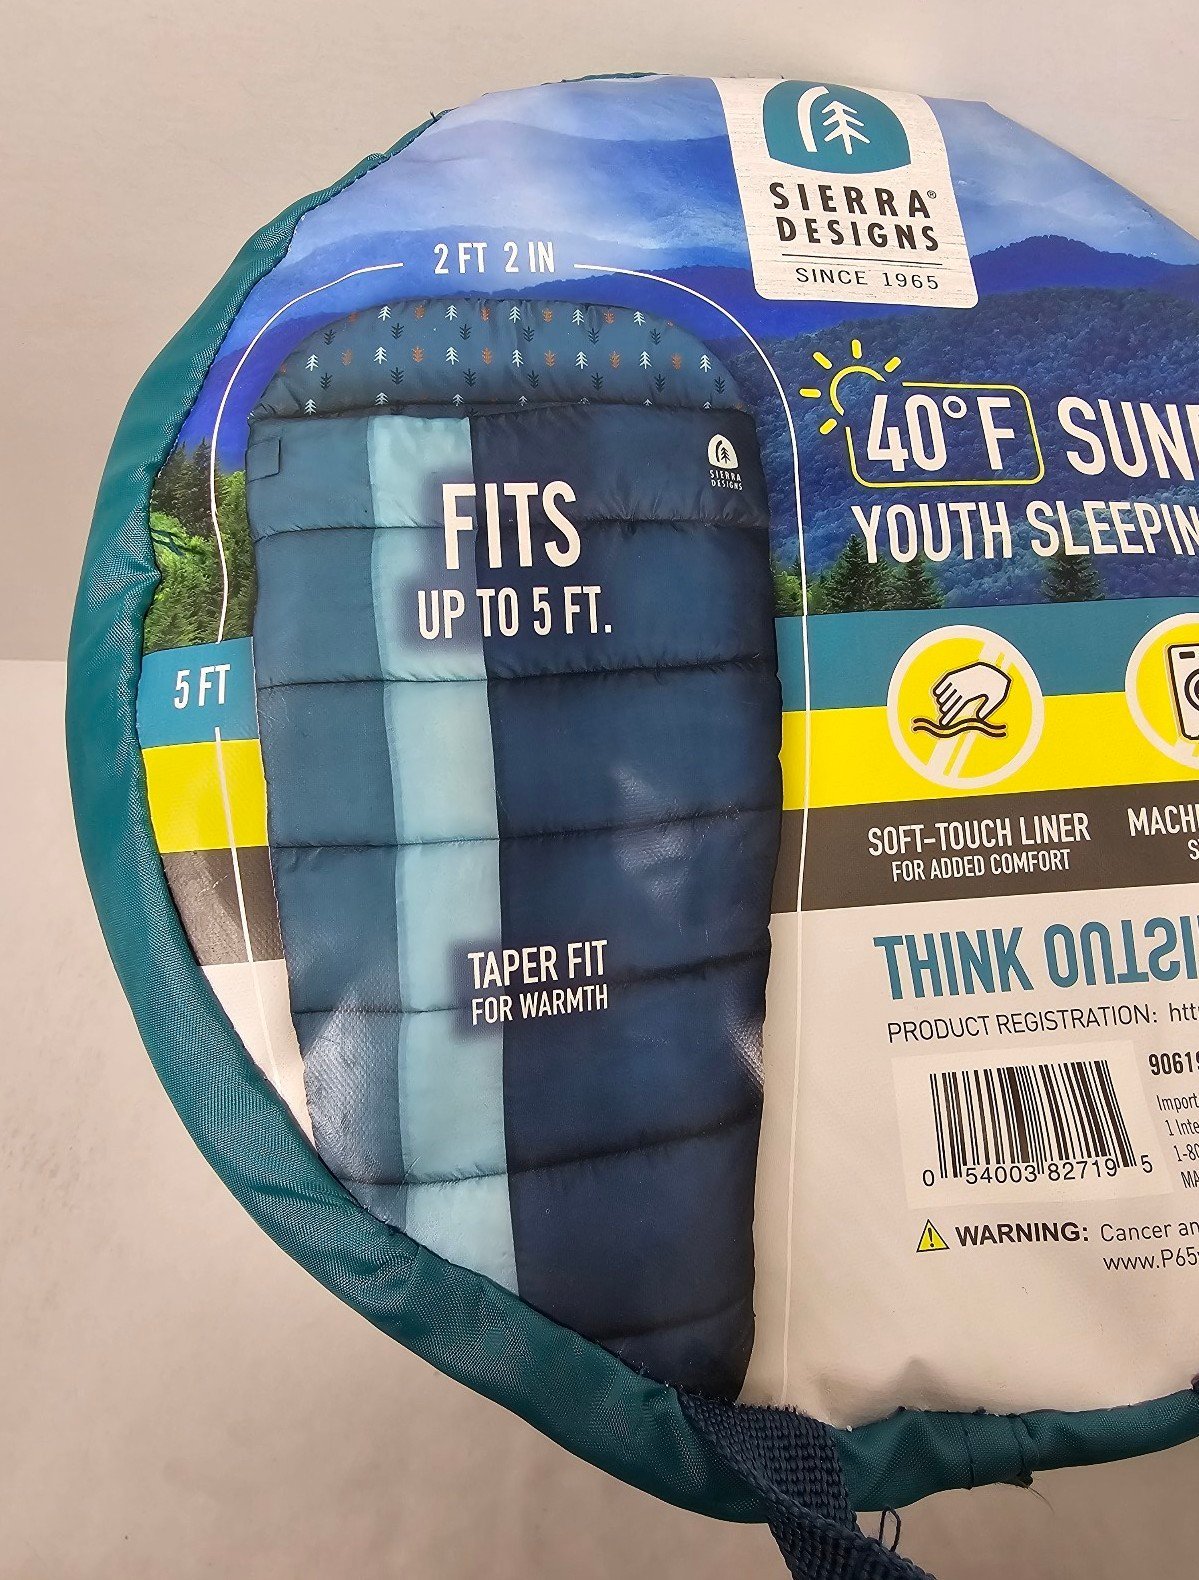 SIERRA®
DESIGNS
SINCE 1965
2 FT 2 IN
40°F
YOUTH
SIERRA
DESIGNS
FITS
UP TO 5 FT.
5 FT
SOFT-TOUCH LINER
FOR ADDED COMFORT
TAPER FIT
FOR WARMTH
THINK
PRODUCT REGISTRATION:
0 54003 82719 5
WARNING: Cancer